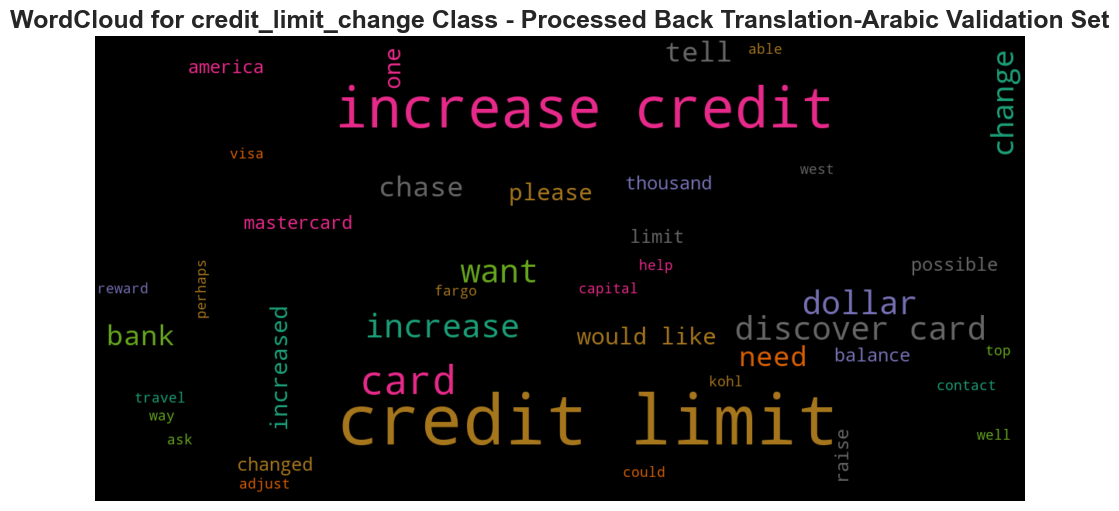 WordCloud for credit_limit_change Class - Processed Back Translation-Arabic Validation Set
america
one
tell
able
change
increase credit
visa
chase
please
thousand
west
mastercard
limit
want
help
possible
reward
perhaps
fargo
capital
dollar
bank
increased
increase
would like
discover card
need
balance
top
card
kohl
contact
travel
way
credit limit
ask
well
changed
raise
adjust
could